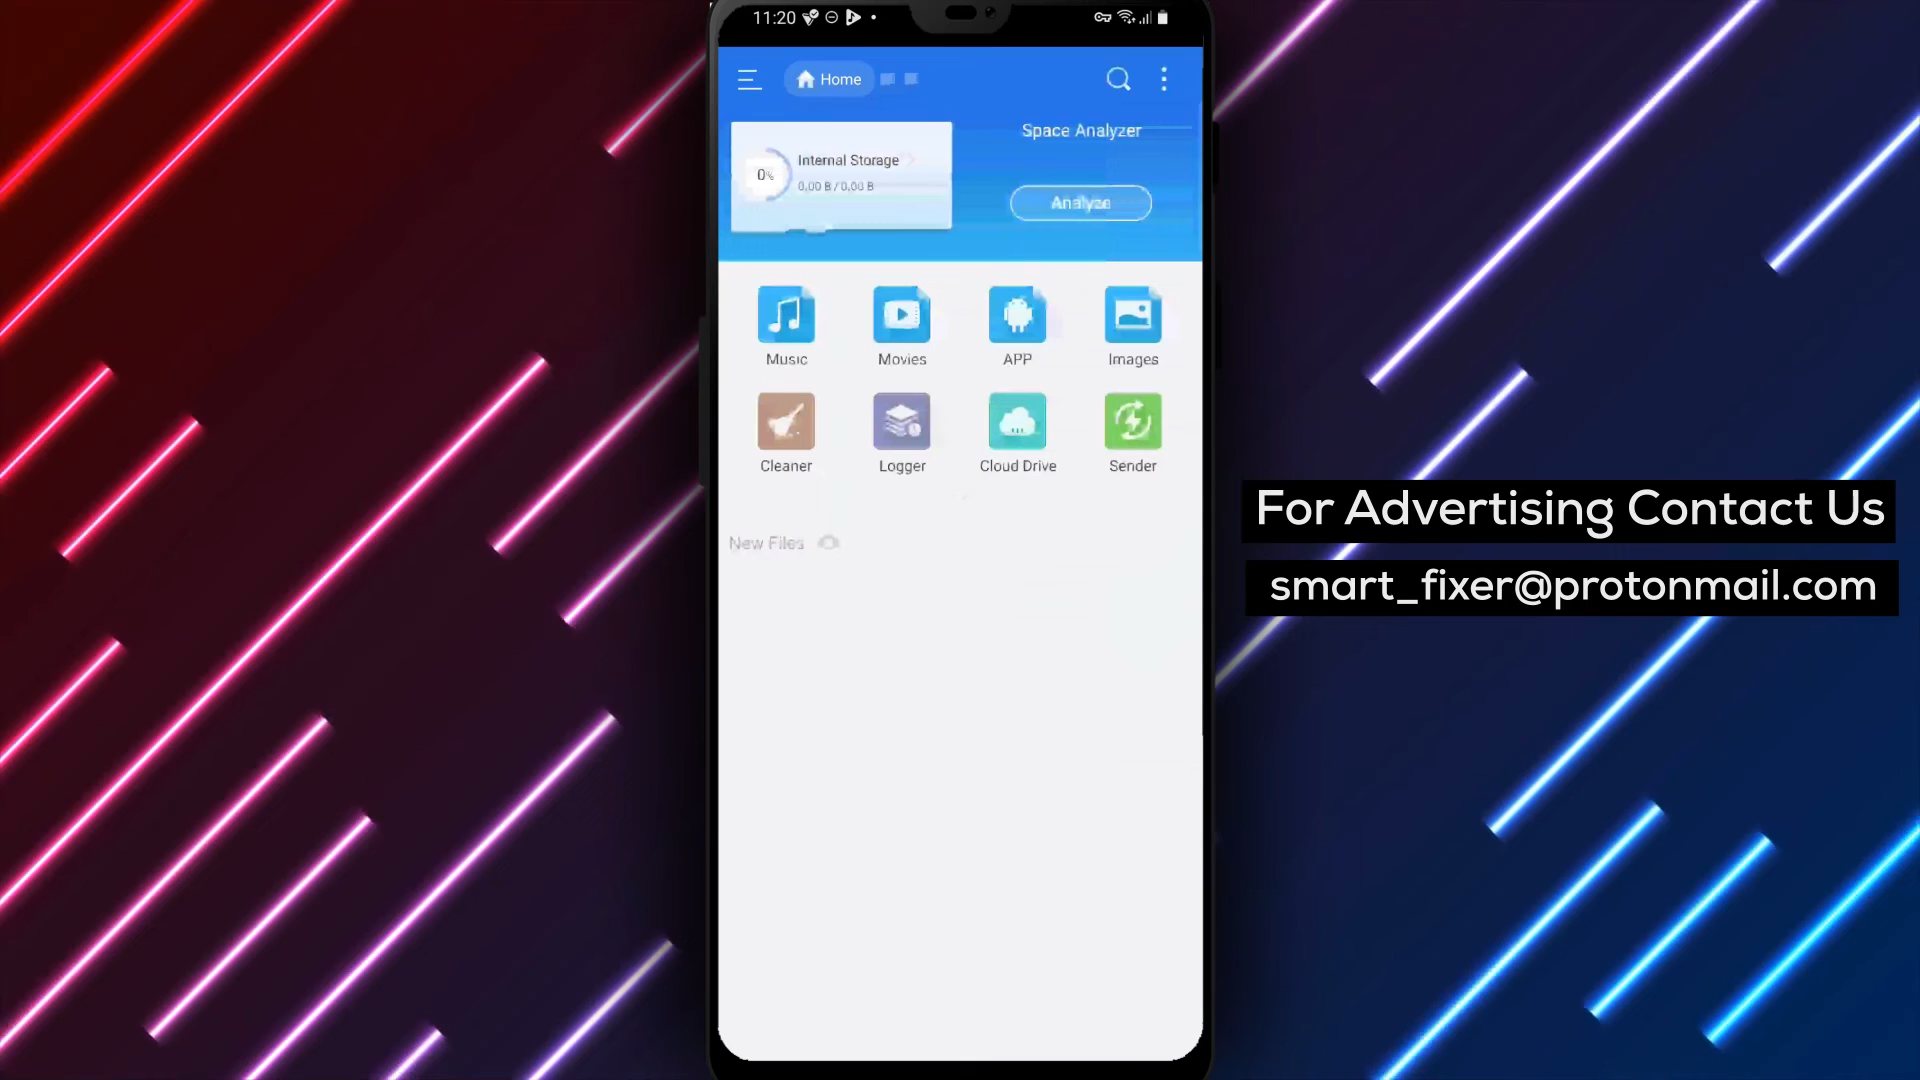 11:20
Home
Space Analyzer
Internal Storage
0%
0.00 B / 0.00 B
Analyze
Music
Movies
APP
Images
Cleaner
Logger
Cloud Drive
Sender
For Advertising Contact Us
New Files
smart_fixer@protonmail.com